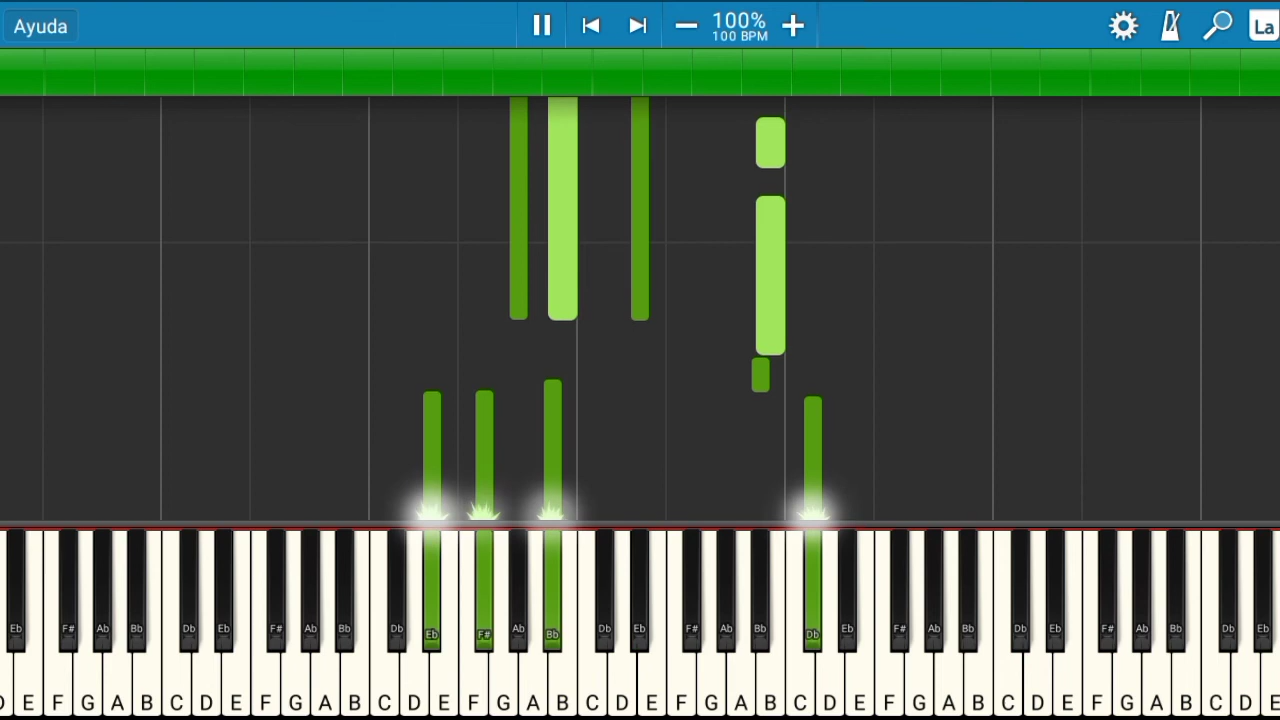 Ayuda
100%
100 BPM
La
Eb F# Ab Bb Db Eb F# Ab Bb Db Eb F# Ab Bb Db Eb F# Ab Bb Db Eb F# Ab Bb Db Eb F# Ab Bb Db Eb
D E F G A B C D E F G A B C D E F G A B C D E F G A B C D E F G A B C D E F G A B C D E